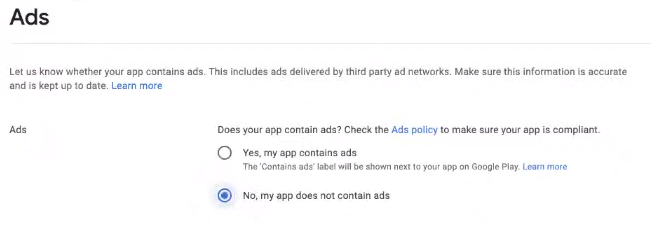 Ads
Let us know whether your app contains ads. This includes ads delivered by third party ad networks. Make sure this information is accurate
and is kept up to date. Learn more
Ads
Does your app contain ads? Check the Ads policy to make sure your app is compliant.
Yes, my app contains ads
The 'Contains ads' label will be shown next to your app on Google Play. Learn more
No, my app does not contain ads